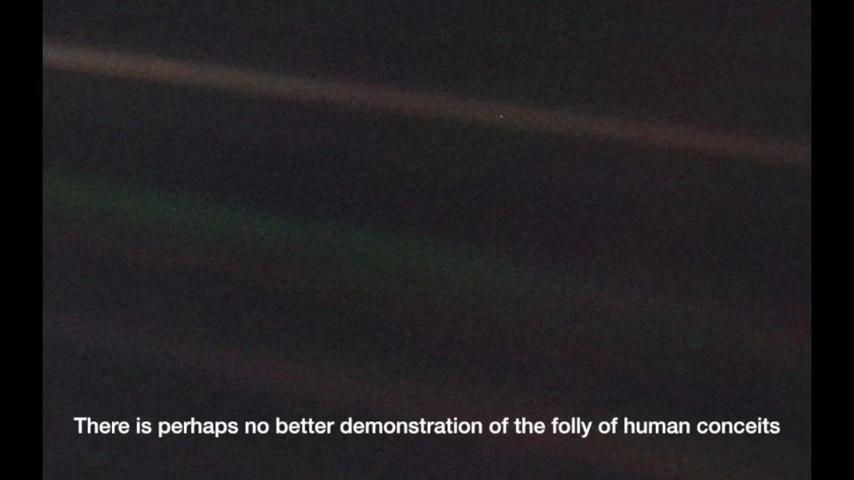 There is perhaps no better demonstration of the folly of human conceits